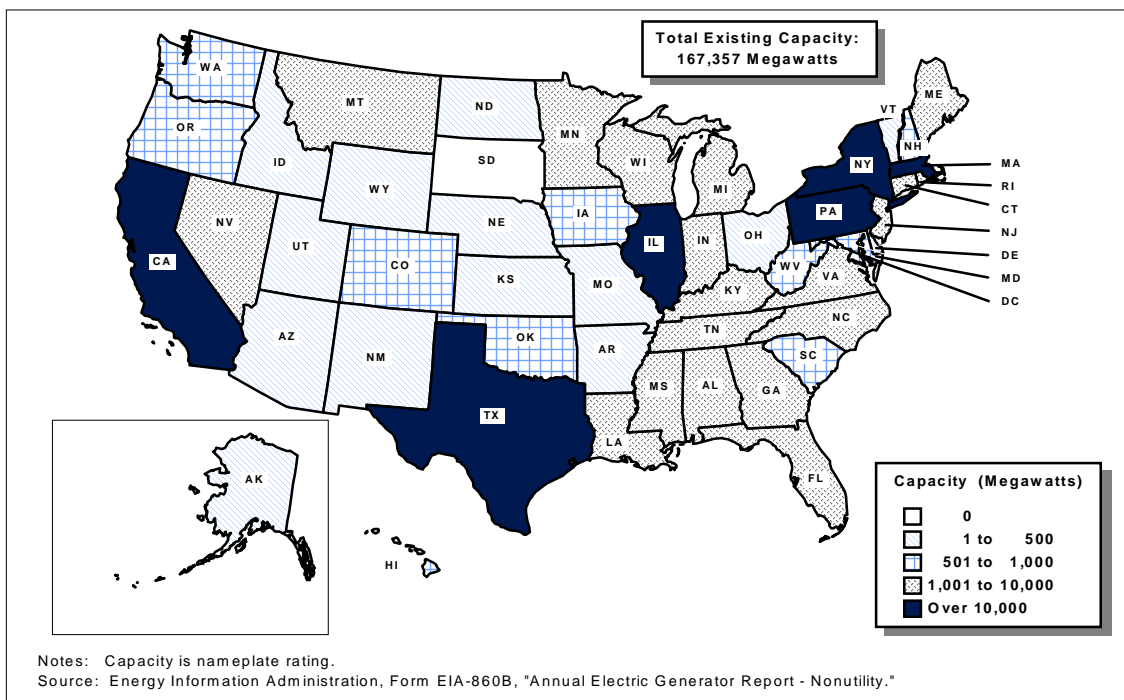 Total Existing Capacity:
167,357 Megawatts
WA
MT
ND
MN
ME
VT
NH
OR
ID
SD
WI
MI
NY
MA
RI
CT
NJ
DE
MD
DC
WY
IA
PA
NV
NE
OH
IN
IL
UT
CO
WV
VA
CA
KS
MO
KY
NC
TN
AZ
NM
OK
AR
SC
MS
AL
GA
TX
LA
FL
AK
HI
Capacity (Megawatts)
0
1 to 500
501 to 1,000
1,001 to 10,000
Over 10,000
Notes: Capacity is nameplate rating.
Source: Energy Information Administration, Form EIA-860B, "Annual Electric Generator Report - Nonutility."